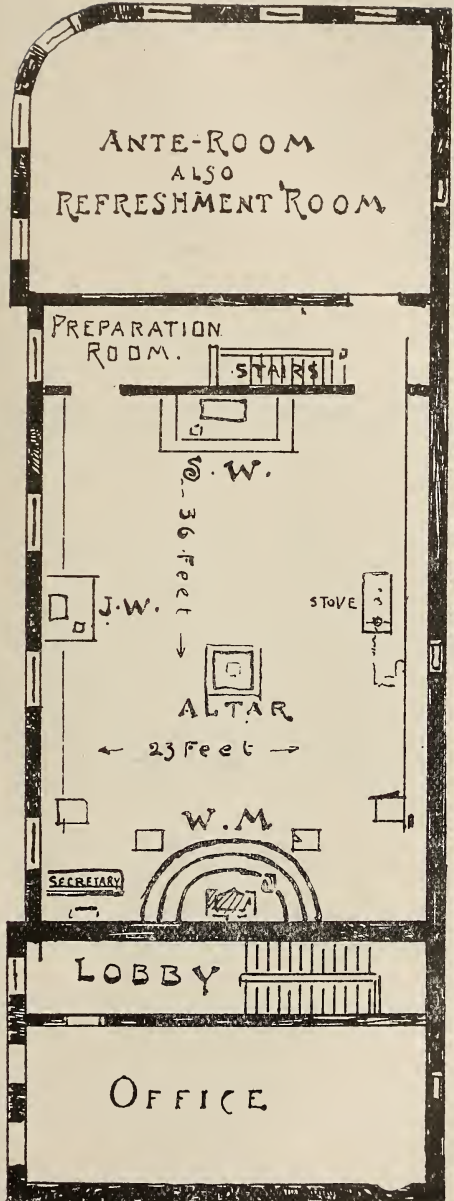 ANTE-ROOM
ALSO
REFRESHMENT ROOM
PREPARATION
ROOM.
STAIRS
S.W.
36 Feet
J.W.
STOVE
ALTAR
23 Feet
W.M
SECRETARY
LOBBY
OFFICE